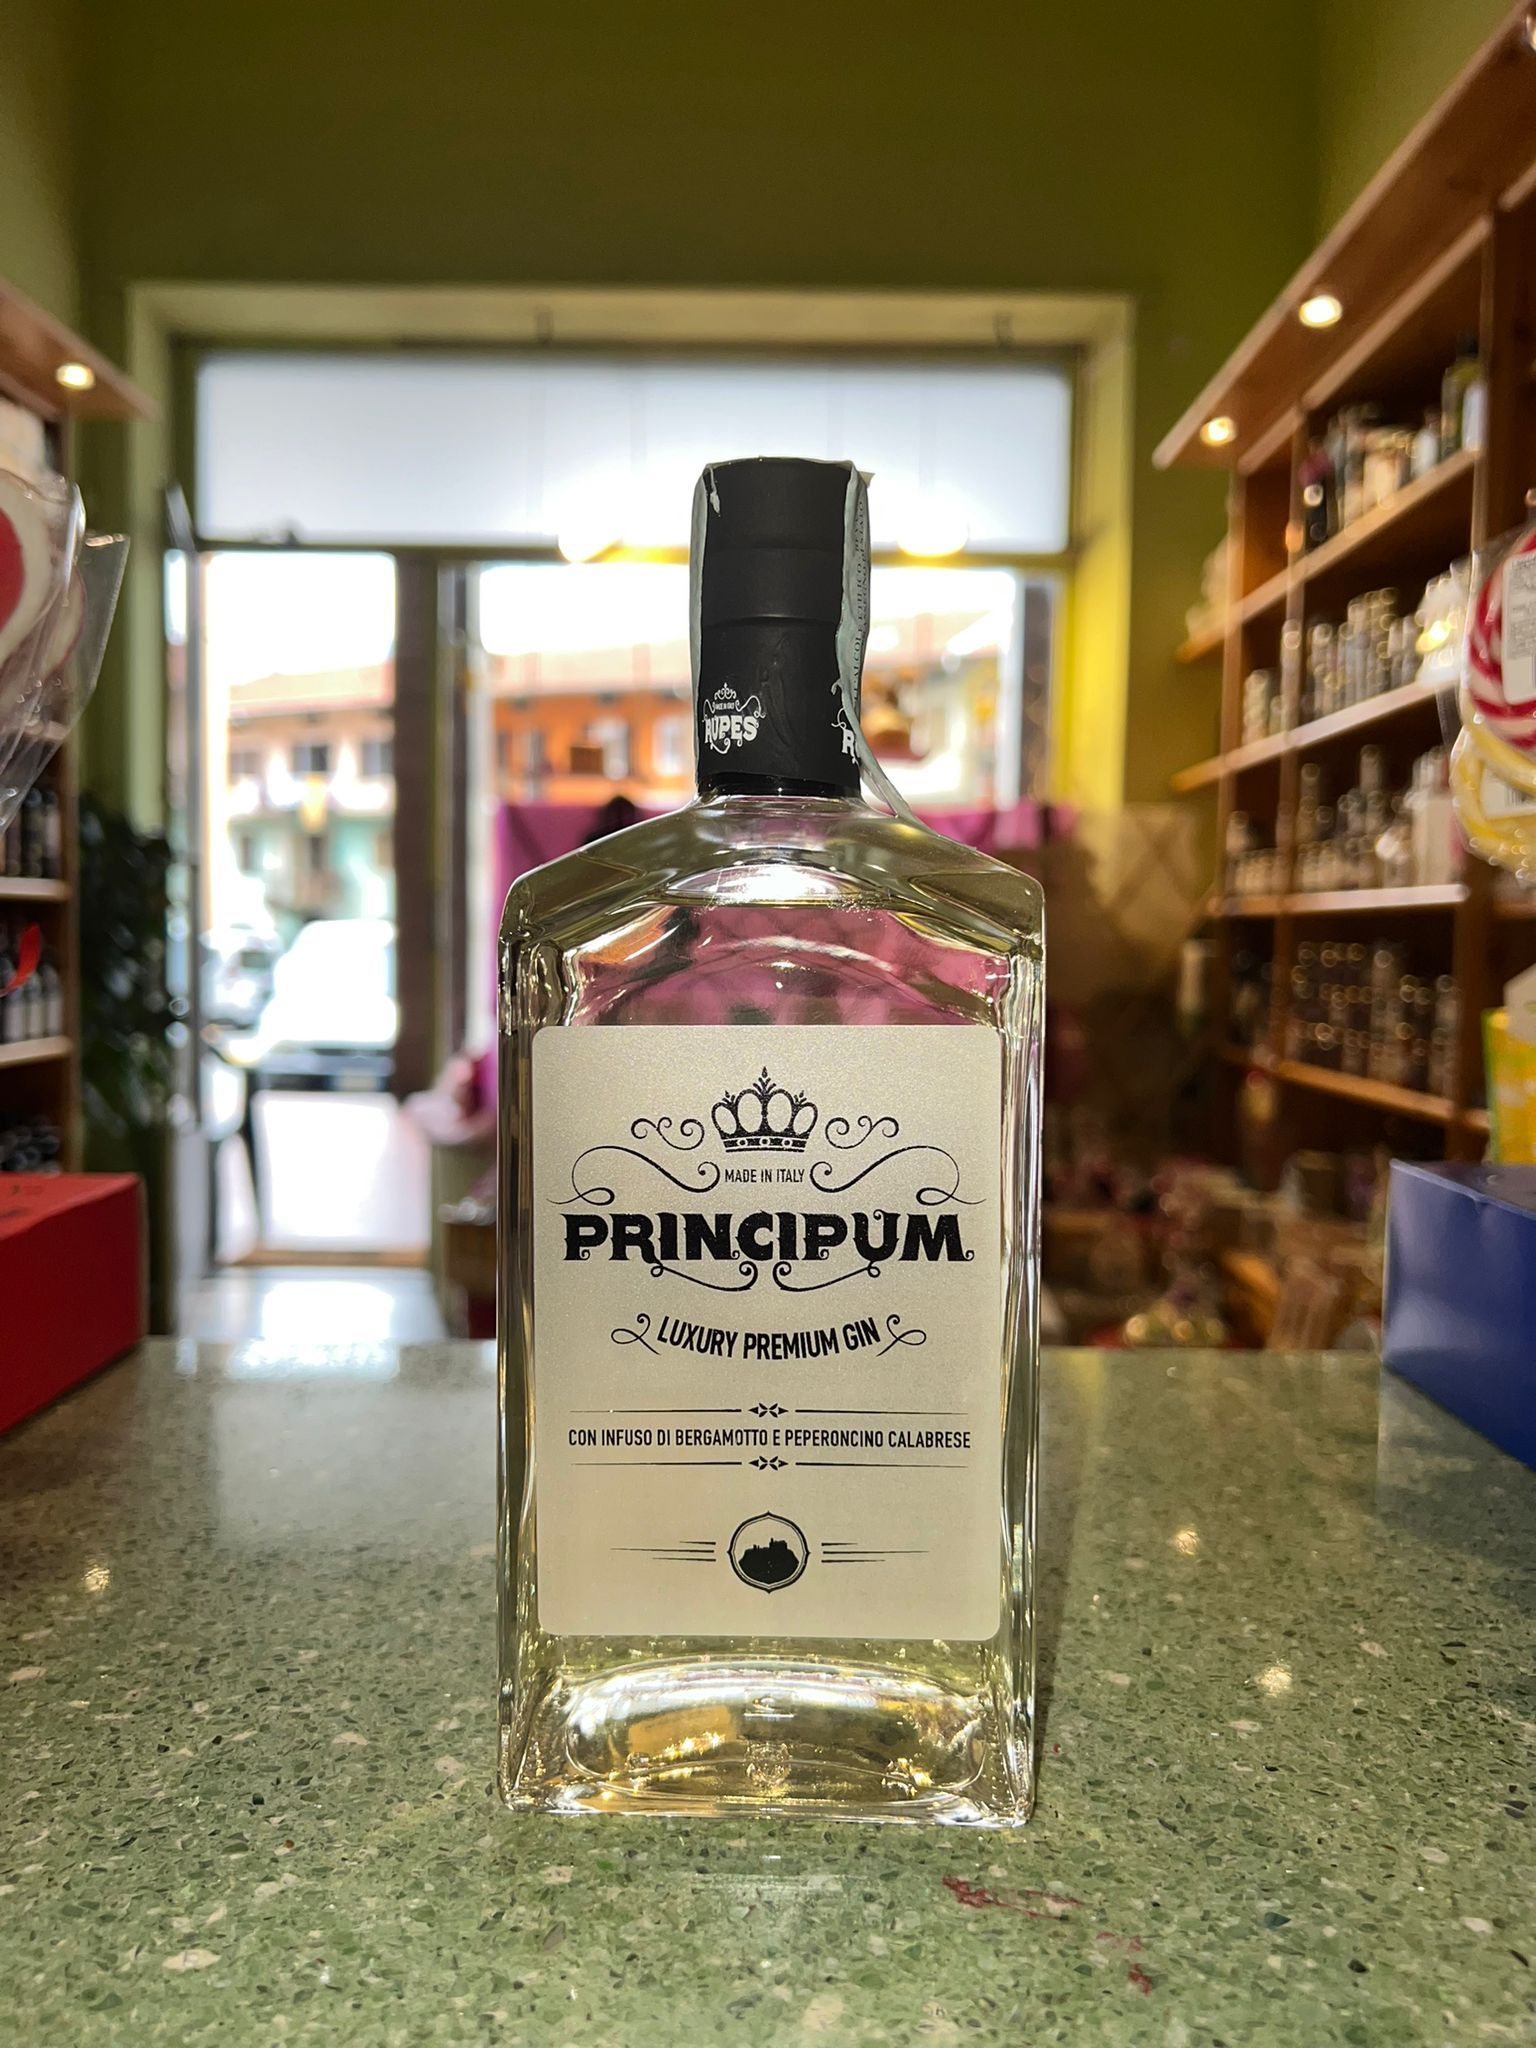 RUPES
MADE IN ITALY
PRINCIPUM
LUXURY PREMIUM GIN
CON INFUSO DI BERGAMOTTO E PEPERONCINO CALABRESE